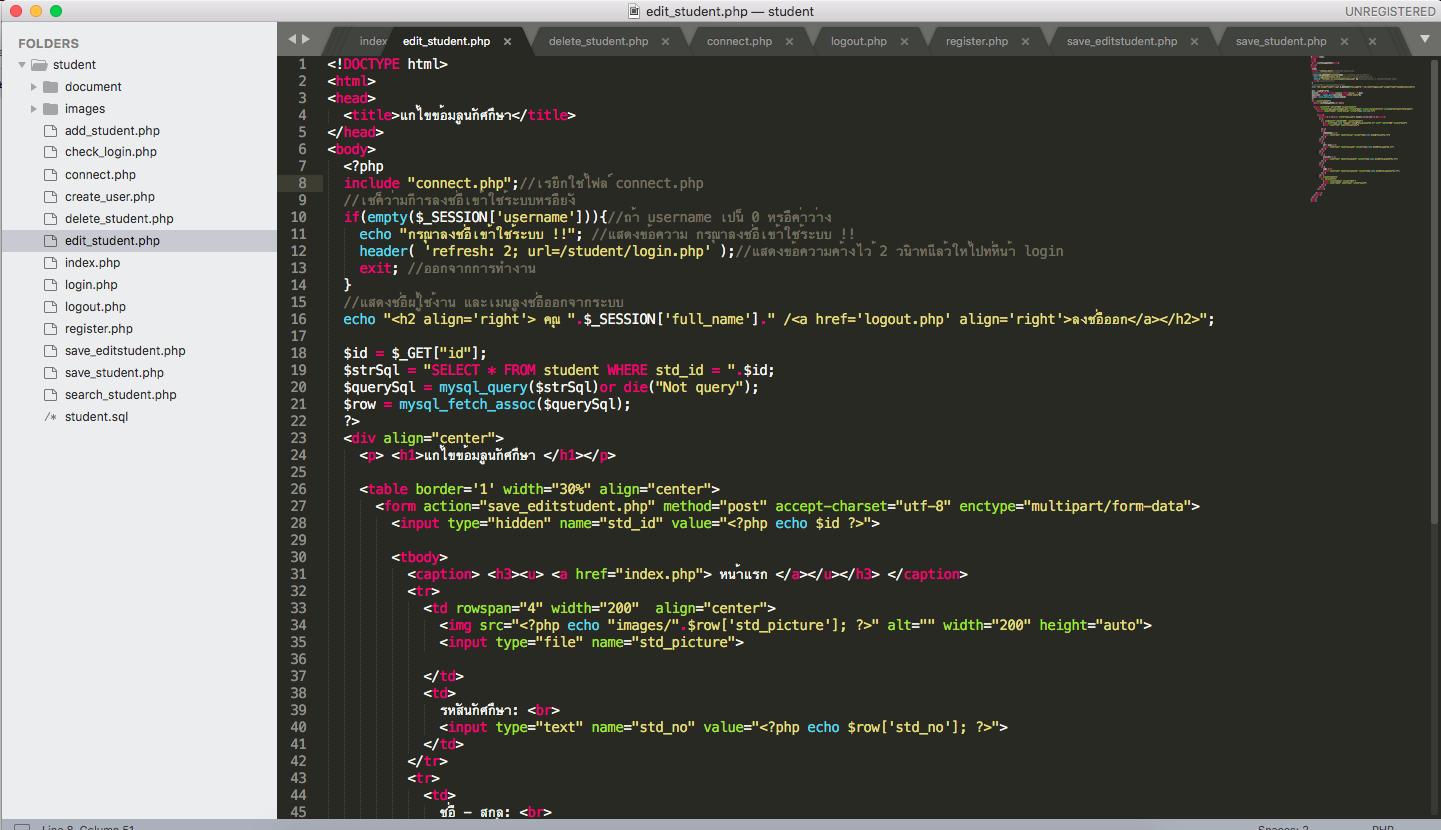 edit_student.php — student
UNREGISTERED
FOLDERS
student
document
images
add_student.php
check_login.php
connect.php
create_user.php
delete_student.php
edit_student.php
index.php
login.php
logout.php
register.php
save_editstudent.php
save_student.php
search_student.php
/* student.sql
index edit_student.php × delete_student.php × connect.php × logout.php × register.php × save_editstudent.php × save_student.php × ×
1 <!DOCTYPE html>
2 <html>
3 <head>
4 <title>แก้ไขข้อมูลนักศึกษา</title>
5 </head>
6 <body>
7 <?php
8 include "connect.php";//เรียกใช้ไฟล์ connect.php
9 //เช็คว่ามีการลงชื่อเข้าใช้ระบบหรือยัง
10 if(empty($_SESSION['username'])){//ถ้า username เป็น 0 หรือค่าว่าง
11 echo "กรุณาลงชื่อเข้าใช้ระบบ !!"; //แสดงข้อความ กรุณาลงชื่อเข้าใช้ระบบ !!
12 header( 'refresh: 2; url=/student/login.php' );//แสดงข้อความค้างไว้ 2 วินาทีแล้วให้ไปที่หน้า login
13 exit; //ออกจากการทำงาน
14 }
15 //แสดงชื่อผู้ใช้งาน และเมนูลงชื่อออกจากระบบ
16 echo "<h2 align='right'> คุณ ".$_SESSION['full_name']." /<a href='logout.php' align='right'>ลงชื่อออก</a></h2>";
17
18 $id = $_GET["id"];
19 $strSql = "SELECT * FROM student WHERE std_id = ".$id;
20 $querySql = mysql_query($strSql)or die("Not query");
21 $row = mysql_fetch_assoc($querySql);
22 ?>
23 <div align="center">
24 <p> <h1>แก้ไขข้อมูลนักศึกษา </h1></p>
25
26 <table border='1' width="30%" align="center">
27 <form action="save_editstudent.php" method="post" accept-charset="utf-8" enctype="multipart/form-data">
28 <input type="hidden" name="std_id" value="<?php echo $id ?>">
29
30 <tbody>
31 <caption> <h3><u> <a href="index.php"> หน้าแรก </a></u></h3> </caption>
32 <tr>
33 <td rowspan="4" width="200" align="center">
34 <img src="<?php echo "images/".$row['std_picture']; ?>" alt="" width="200" height="auto">
35 <input type="file" name="std_picture">
36
37 </td>
38 <td>
39 รหัสนักศึกษา: <br>
40 <input type="text" name="std_no" value="<?php echo $row['std_no']; ?>">
41 </td>
42 </tr>
43 <tr>
44 <td>
45 ชื่อ - สกุล: <br>
Line 8, Column 51
Spaces: 2
PHP